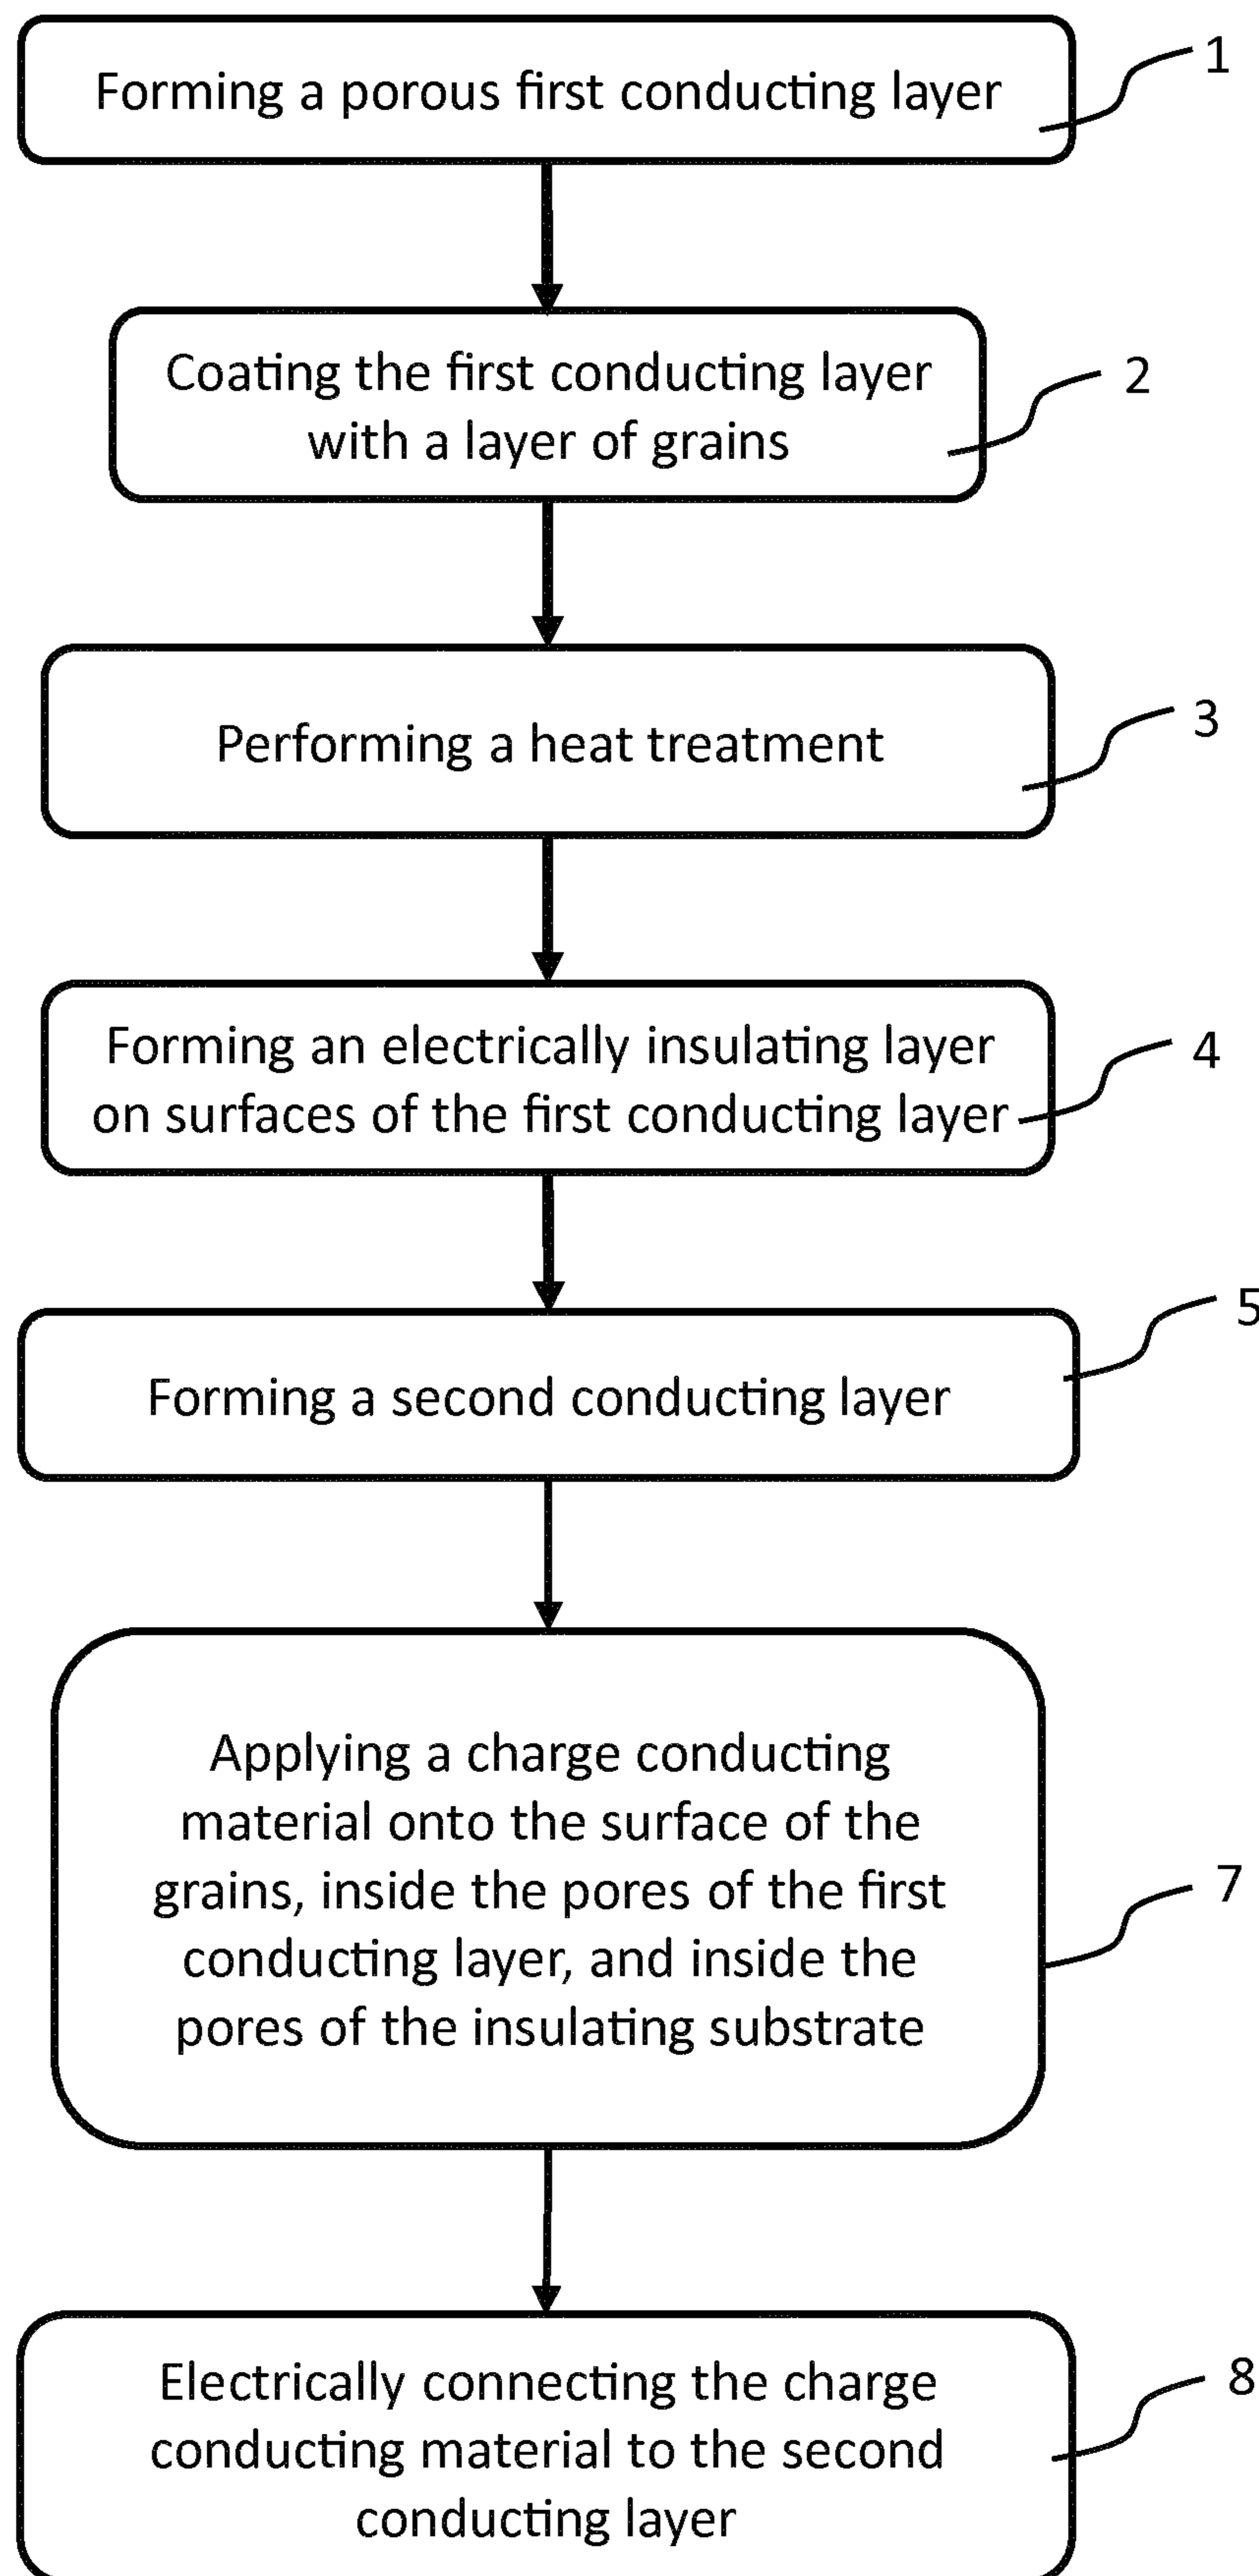 Forming a porous first conducting layer
1
Coating the first conducting layer
with a layer of grains
2
Performing a heat treatment
3
Forming an electrically insulating layer
on surfaces of the first conducting layer
4
Forming a second conducting layer
5
Applying a charge conducting
material onto the surface of the
grains, inside the pores of the first
conducting layer, and inside the
pores of the insulating substrate
7
Electrically connecting the charge
conducting material to the second
conducting layer
8